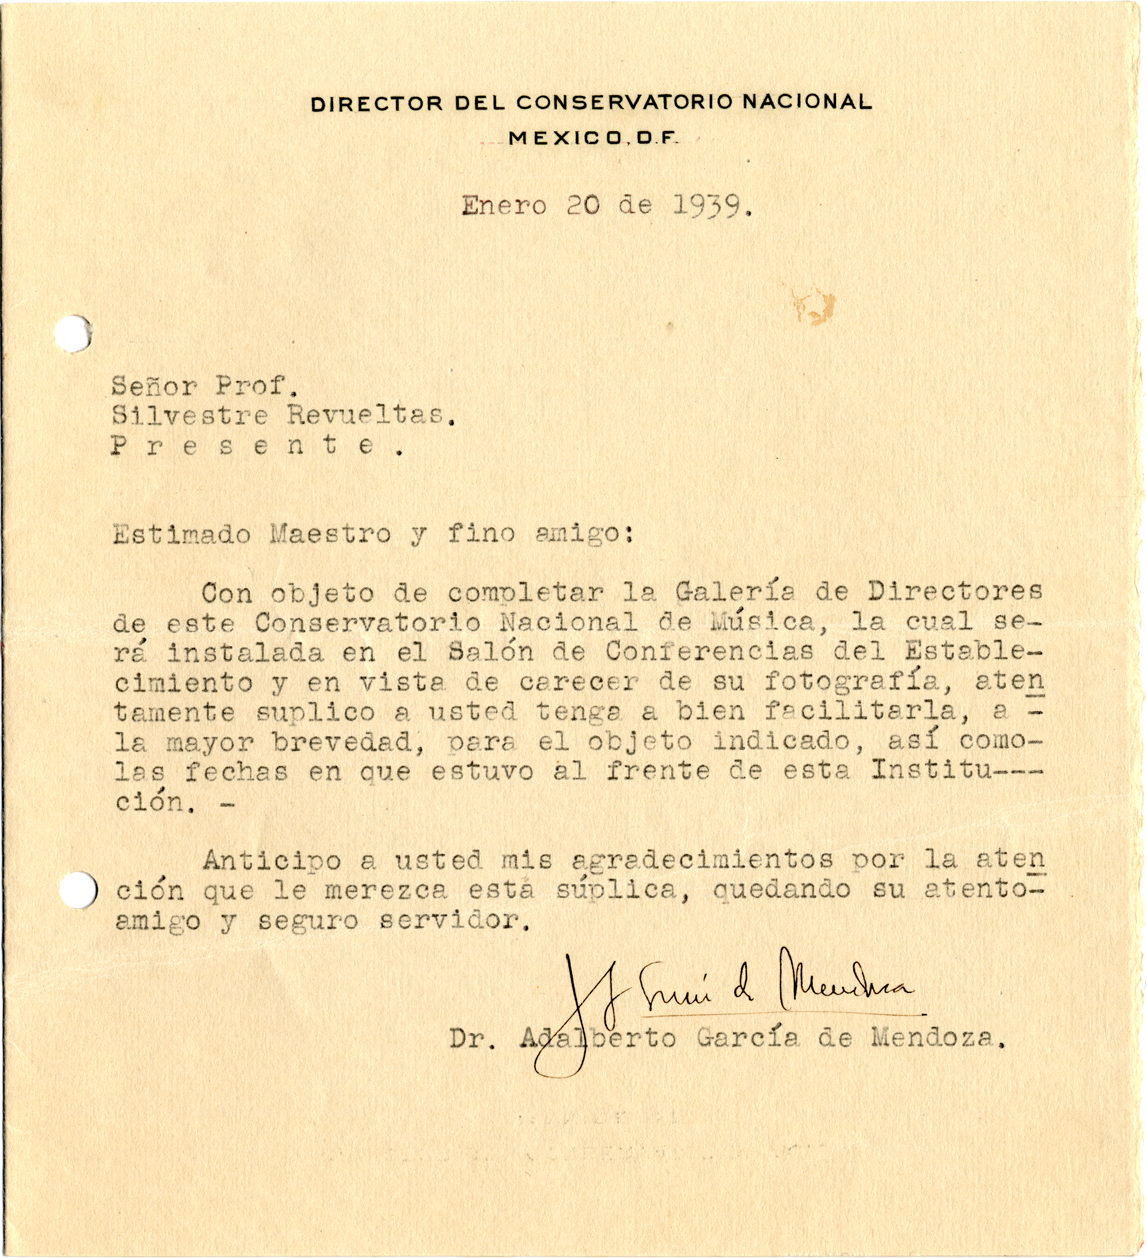 DIRECTOR DEL CONSERVATORIO NACIONAL
MEXICO, D.F.
Enero 20 de 1939.
Señor Prof.
Silvestre Revueltas.
P r e s e n t e .
Estimado Maestro y fino amigo:
Con objeto de completar la Galería de Directores
de este Conservatorio Nacional de Música, la cual se-
rá instalada en el Salón de Conferencias del Estable-
cimiento y en vista de carecer de su fotografía, aten
tamente suplico a usted tenga a bien facilitarla, a -
la mayor brevedad, para el objeto indicado, así como-
las fechas en que estuvo al frente de esta Institu---
ción. -
Anticipo a usted mis agradecimientos por la aten
ción que le merezca está súplica, quedando su atento-
amigo y seguro servidor.
de Mendoza
Dr. Adalberto García de Mendoza.